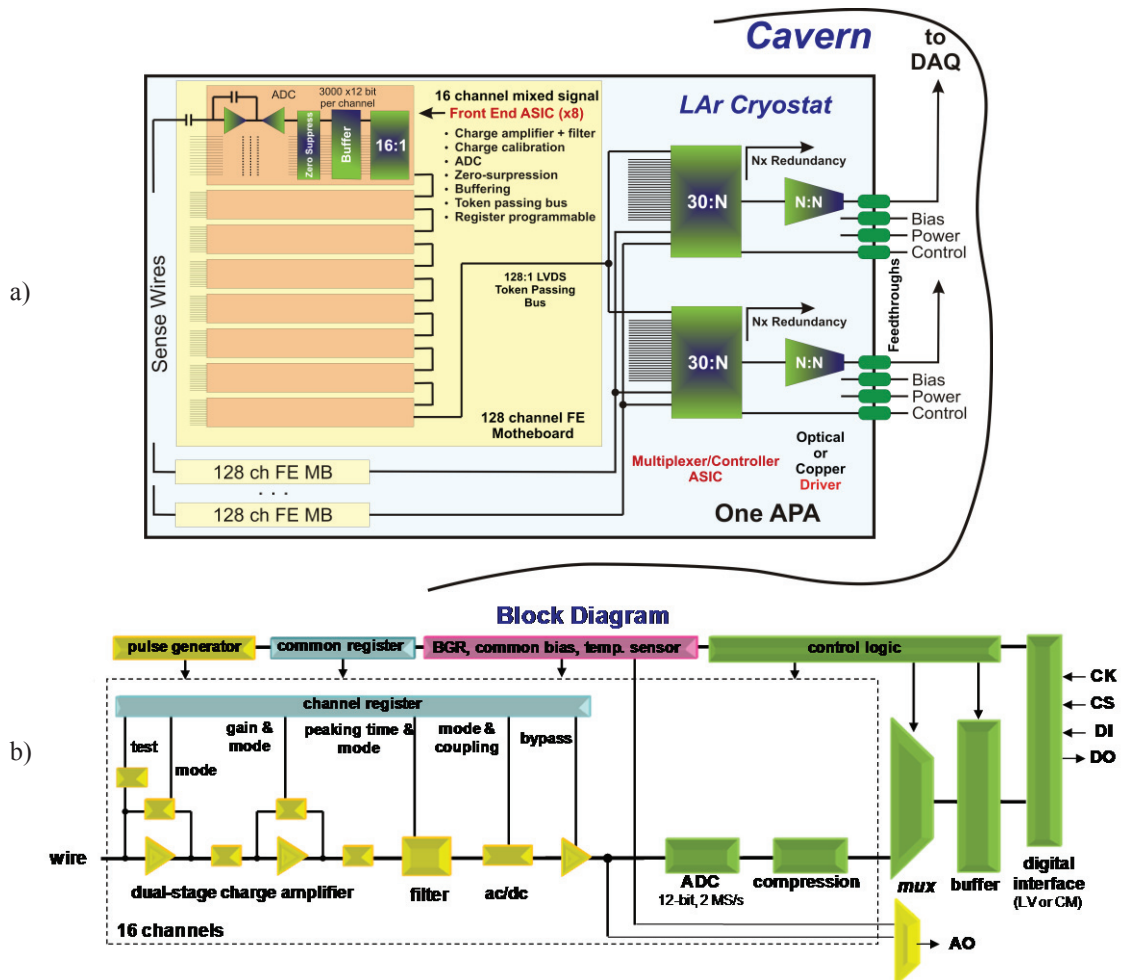 Cavern
to
DAQ
ADC
3000 x12 bit
per channel
16 channel mixed signal
Front End ASIC (x8)
• Charge amplifier + filter
• Charge calibration
• ADC
• Zero-surpression
• Buffering
• Token passing bus
• Register programmable
Zero Suppress
Buffer
16:1
LAr Cryostat
Nx Redundancy
30:N
N:N
Bias
Power
Control
a)
Sense Wires
128:1 LVDS
Token Passing
Bus
Feedthroughs
Nx Redundancy
30:N
N:N
Bias
Power
Control
128 channel FE
Motheboard
Optical
or
Copper
Driver
Multiplexer/Controller
ASIC
128 ch FE MB
. . .
128 ch FE MB
One APA
Block Diagram
pulse generator
common register
BGR, common bias, temp. sensor
control logic
CK
CS
DI
DO
channel register
test
mode
gain &
mode
peaking time &
mode
mode &
coupling
bypass
b)
wire
dual-stage charge amplifier
filter
ac/dc
ADC
12-bit, 2 MS/s
compression
mux
buffer
digital
interface
(LV or CM)
16 channels
AO